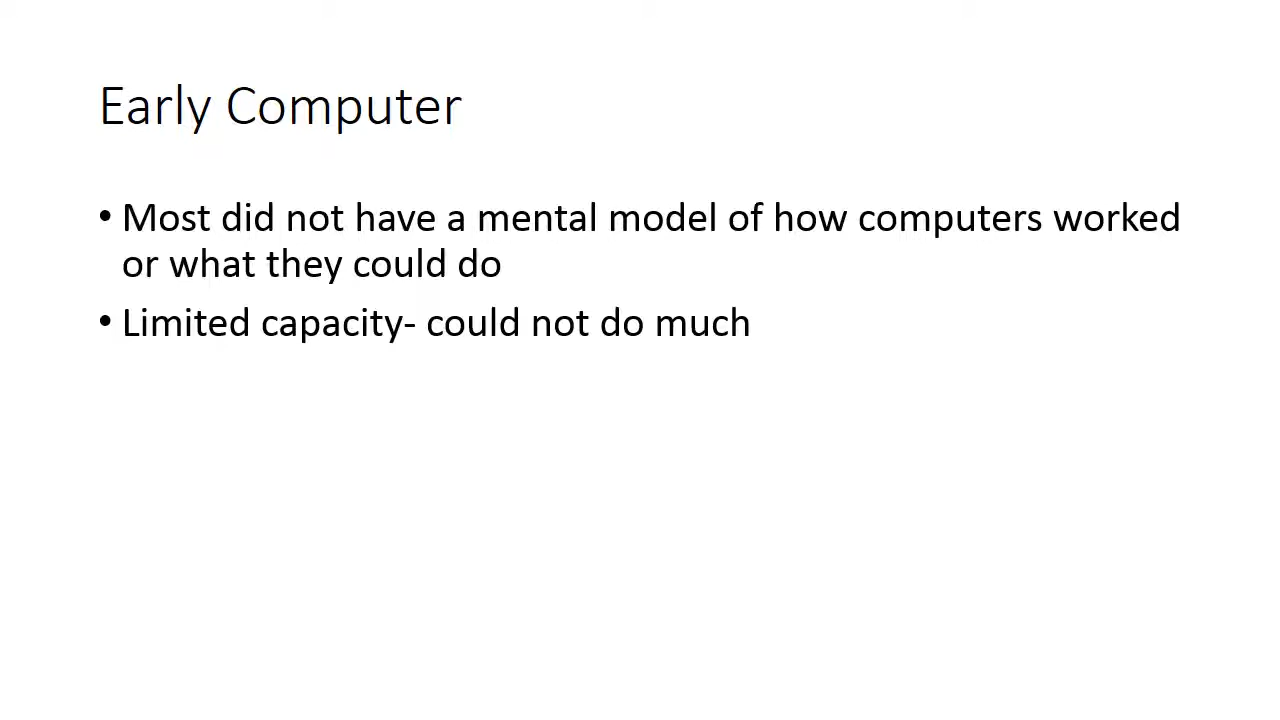 Early Computer
• Most did not have a mental model of how computers worked
or what they could do
• Limited capacity- could not do much